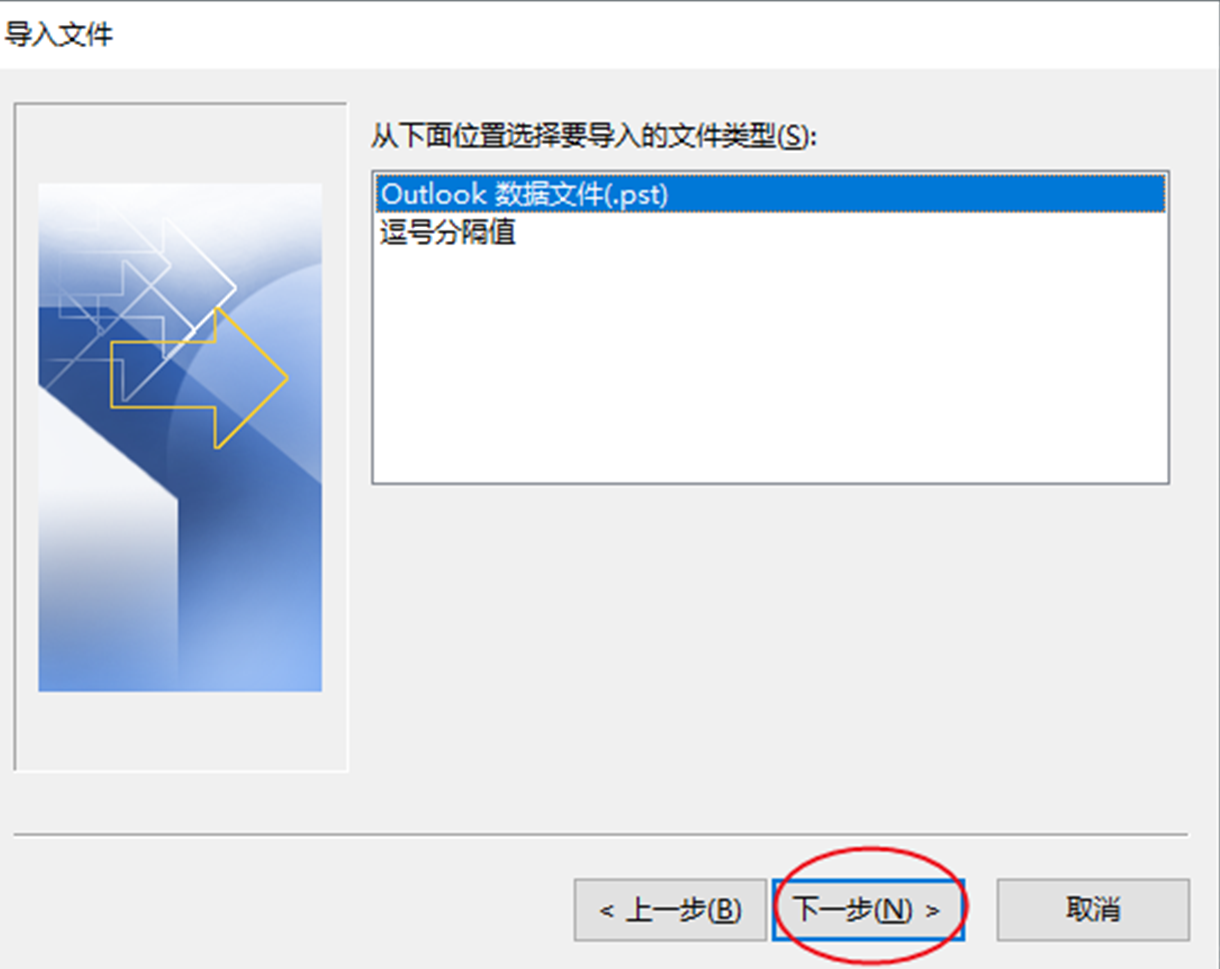 导入文件
从下面位置选择要导入的文件类型(S):
Outlook 数据文件(.pst)
逗号分隔值
< 上一步(B)
下一步(N) >
取消